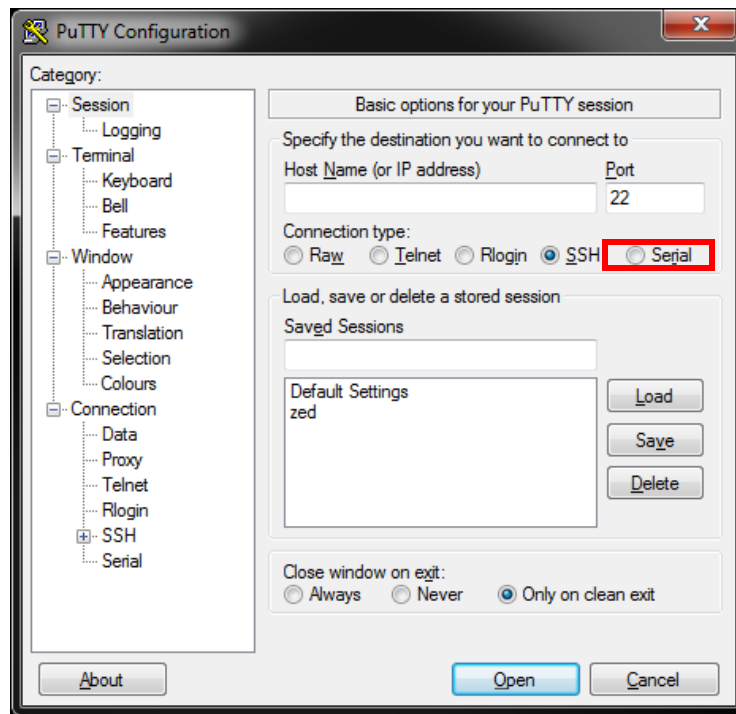 PuTTY Configuration
Category:
Session
Logging
Terminal
Keyboard
Bell
Features
Window
Appearance
Behaviour
Translation
Selection
Colours
Connection
Data
Proxy
Telnet
Rlogin
SSH
Serial
Basic options for your PuTTY session
Specify the destination you want to connect to
Host Name (or IP address) Port
22
Connection type:
Raw Telnet Rlogin SSH Serial
Load, save or delete a stored session
Saved Sessions
Default Settings
zed
Load
Save
Delete
Close window on exit:
Always Never Only on clean exit
About Open Cancel